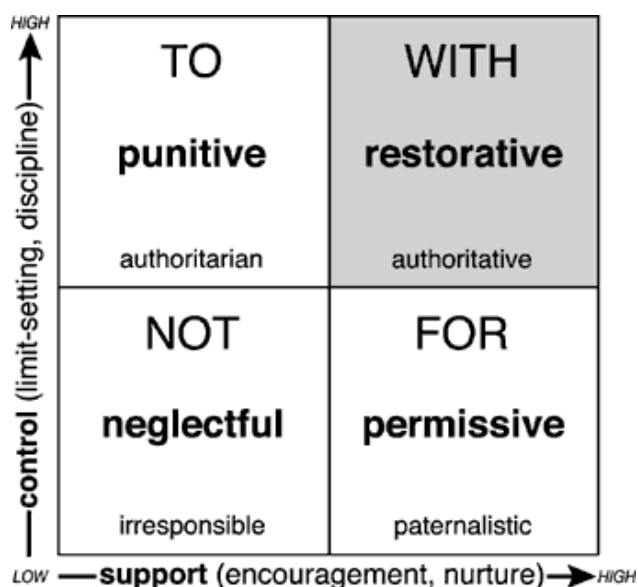 HIGH
control (limit-setting, discipline)
TO
punitive
authoritarian
WITH
restorative
authoritative
NOT
neglectful
irresponsible
FOR
permissive
paternalistic
LOW
support (encouragement, nurture)
HIGH